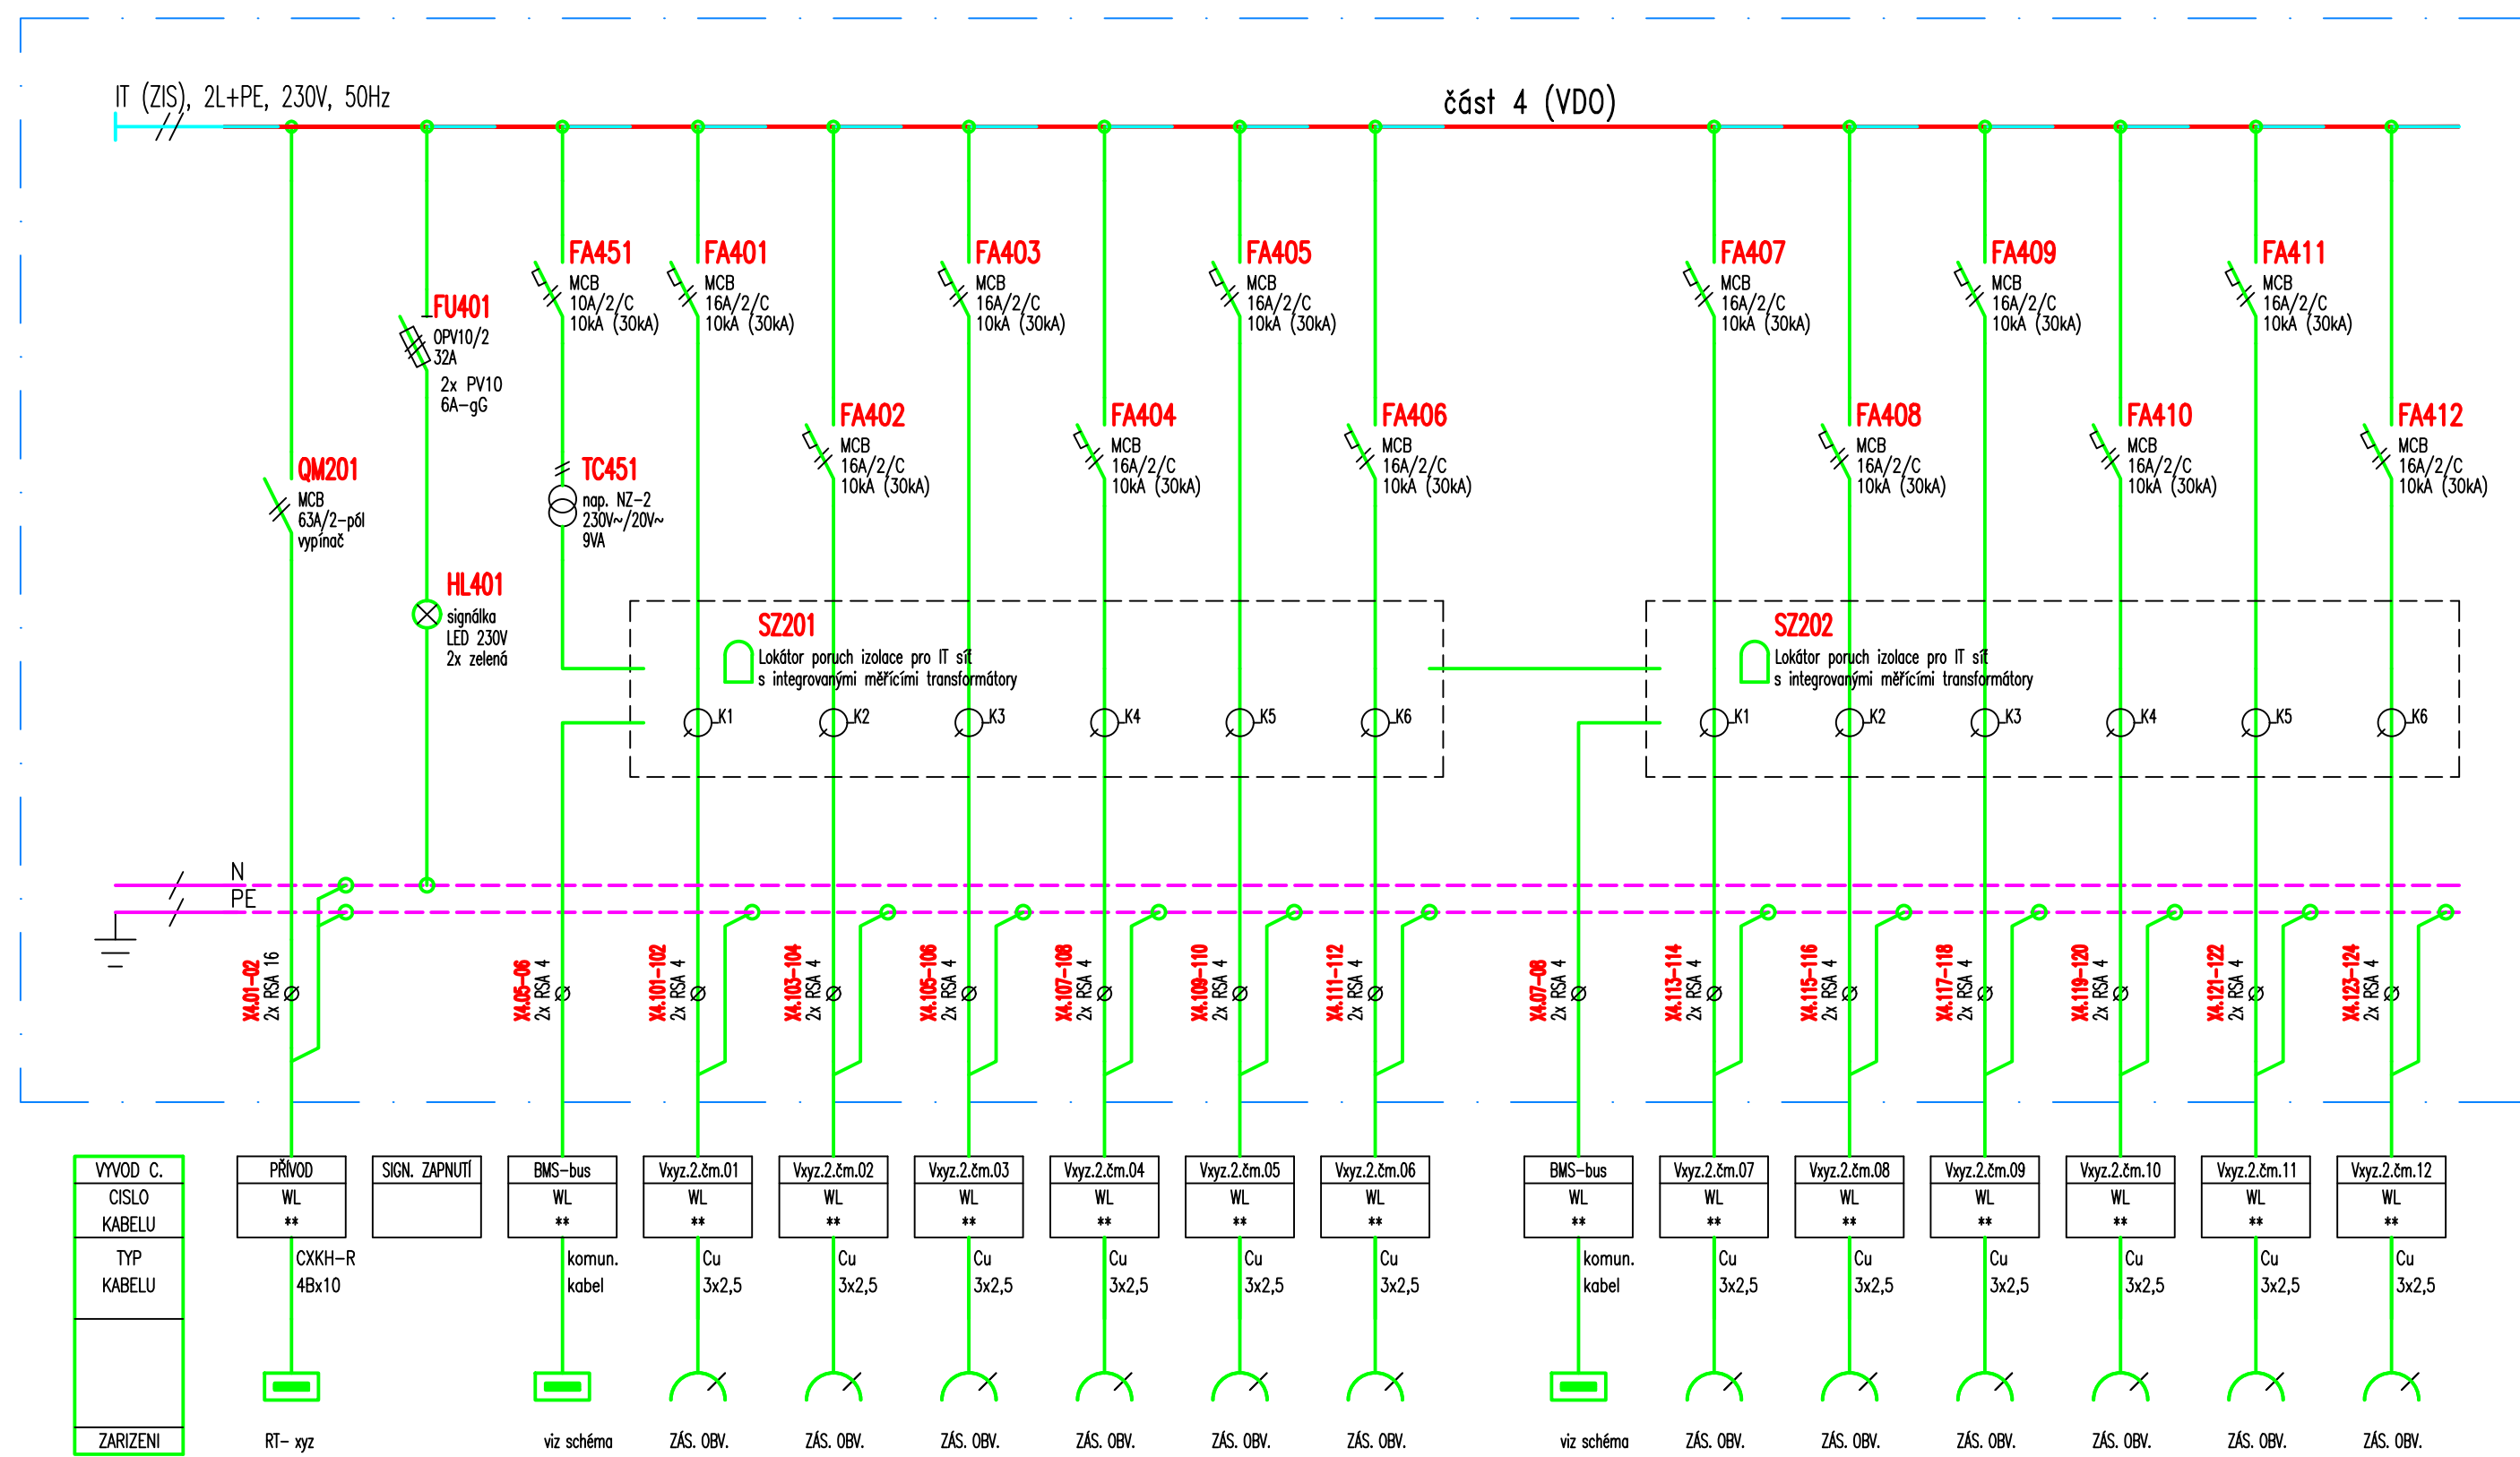 IT (ZIS), 2L+PE, 230V, 50Hz
část 4 (VDO)
FA451
MCB
10A/2/C
10kA (30kA)
FA401
MCB
16A/2/C
10kA (30kA)
FA403
MCB
16A/2/C
10kA (30kA)
FA405
MCB
16A/2/C
10kA (30kA)
FA407
MCB
16A/2/C
10kA (30kA)
FA409
MCB
16A/2/C
10kA (30kA)
FA411
MCB
16A/2/C
10kA (30kA)
FU401
OPV10/2
32A
2x PV10
6A-gG
FA402
MCB
16A/2/C
10kA (30kA)
FA404
MCB
16A/2/C
10kA (30kA)
FA406
MCB
16A/2/C
10kA (30kA)
FA408
MCB
16A/2/C
10kA (30kA)
FA410
MCB
16A/2/C
10kA (30kA)
FA412
MCB
16A/2/C
10kA (30kA)
QM201
MCB
63A/2-pól
vypínač
TC451
nap. NZ-2
230V~/20V~
9VA
HL401
signálka
LED 230V
2x zelená
SZ201
Lokátor poruch izolace pro IT síť
s integrovanými měřícími transformátory
K1 K2 K3 K4 K5 K6
SZ202
Lokátor poruch izolace pro IT síť
s integrovanými měřícími transformátory
K1 K2 K3 K4 K5 K6
N
PE
X4.01-02
2x RSA 16
X4.05-06
2x RSA 4
X4.101-102
2x RSA 4
X4.103-104
2x RSA 4
X4.105-106
2x RSA 4
X4.107-108
2x RSA 4
X4.109-110
2x RSA 4
X4.111-112
2x RSA 4
X4.07-08
2x RSA 4
X4.113-114
2x RSA 4
X4.115-116
2x RSA 4
X4.117-118
2x RSA 4
X4.119-120
2x RSA 4
X4.121-122
2x RSA 4
X4.123-124
2x RSA 4
VYVOD C. PŘÍVOD SIGN. ZAPNUTÍ BMS-bus Vxyz.2.čm.01 Vxyz.2.čm.02 Vxyz.2.čm.03 Vxyz.2.čm.04 Vxyz.2.čm.05 Vxyz.2.čm.06 BMS-bus Vxyz.2.čm.07 Vxyz.2.čm.08 Vxyz.2.čm.09 Vxyz.2.čm.10 Vxyz.2.čm.11 Vxyz.2.čm.12
CISLO WL WL WL WL WL WL WL WL WL WL WL WL WL WL WL
KABELU ** ** ** ** ** ** ** ** ** ** ** ** ** ** **
TYP CXKH-R komun. Cu Cu Cu Cu Cu Cu komun. Cu Cu Cu Cu Cu Cu
KABELU 4Bx10 kabel 3x2,5 3x2,5 3x2,5 3x2,5 3x2,5 3x2,5 kabel 3x2,5 3x2,5 3x2,5 3x2,5 3x2,5 3x2,5
ZARIZENI RT- xyz viz schéma ZÁS. OBV. ZÁS. OBV. ZÁS. OBV. ZÁS. OBV. ZÁS. OBV. ZÁS. OBV. viz schéma ZÁS. OBV. ZÁS. OBV. ZÁS. OBV. ZÁS. OBV. ZÁS. OBV. ZÁS. OBV.